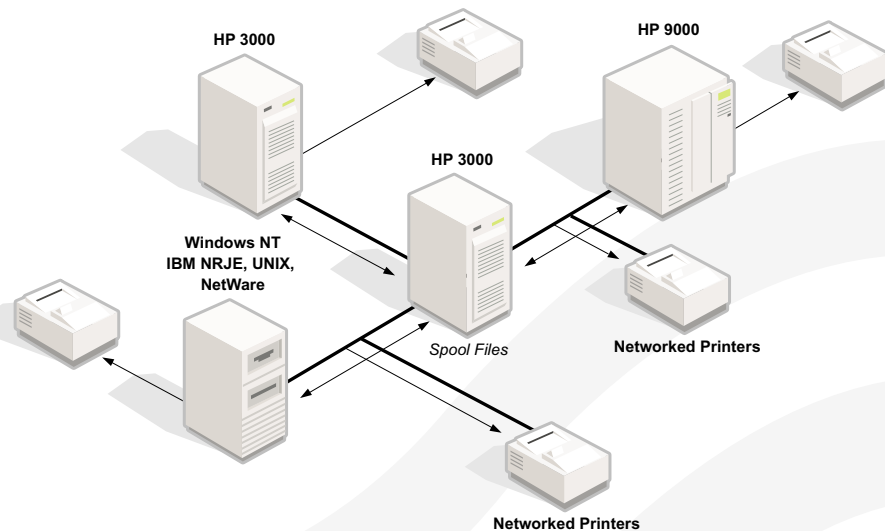 HP 3000
HP 9000
HP 3000
Windows NT
IBM NRJE, UNIX,
NetWare
Spool Files
Networked Printers
Networked Printers